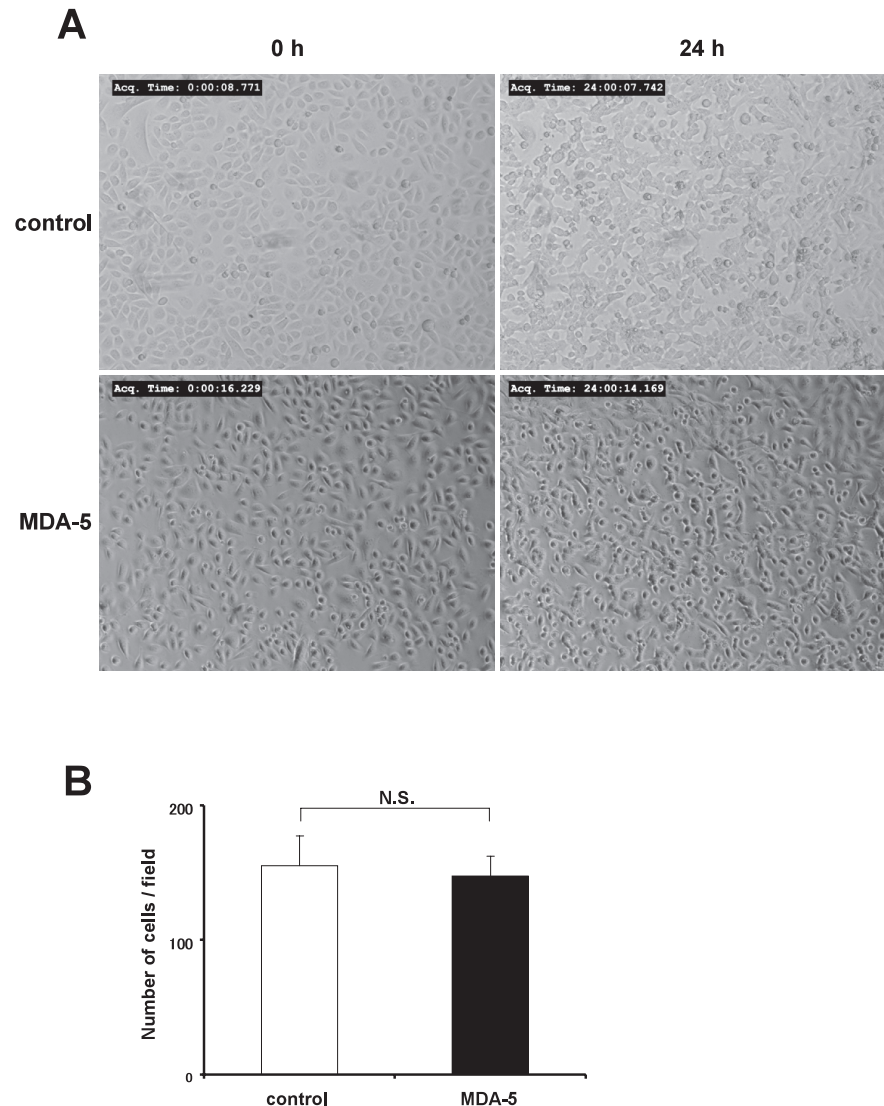 A
0 h
24 h
Acq. Time: 0:00:08.771
Acq. Time: 24:00:07.742
control
Acq. Time: 0:00:16.229
Acq. Time: 24:00:14.169
MDA-5
B
N.S.
200
100
0
Number of cells / field
control
MDA-5